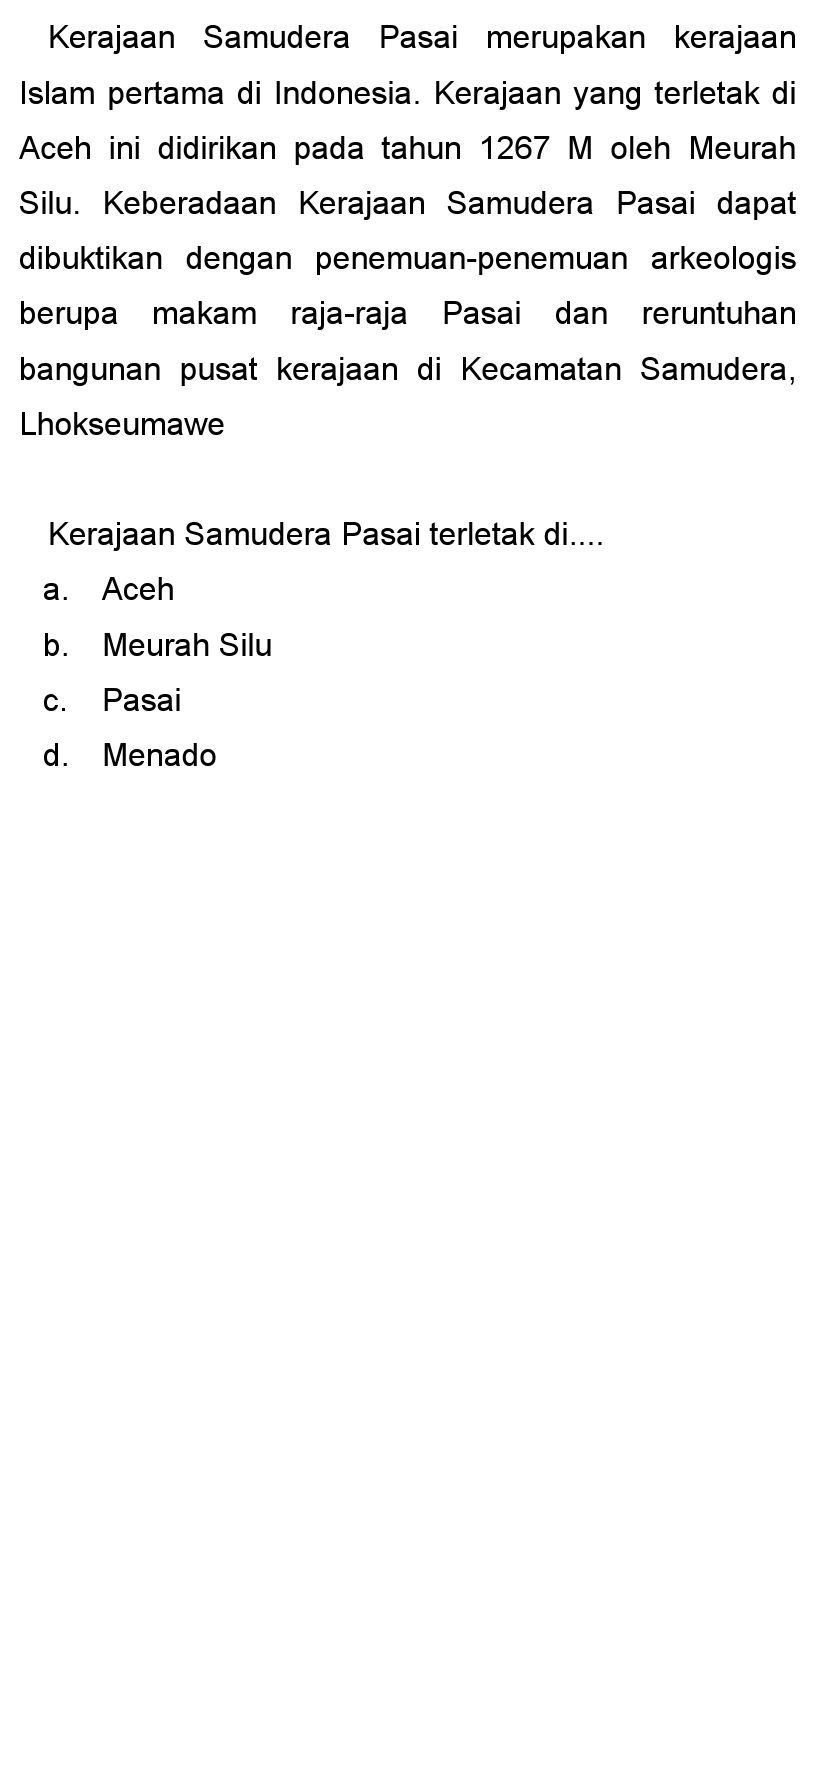 Kerajaan Samudera Pasai merupakan kerajaan
Islam pertama di Indonesia. Kerajaan yang terletak di
Aceh ini didirikan pada tahun 1267 M oleh Meurah
Silu. Keberadaan Kerajaan Samudera Pasai dapat
dibuktikan dengan penemuan-penemuan arkeologis
berupa makam raja-raja Pasai dan reruntuhan
bangunan pusat kerajaan di Kecamatan Samudera,
Lhokseumawe
Kerajaan Samudera Pasai terletak di....
a. Aceh
b. Meurah Silu
c. Pasai
d. Menado